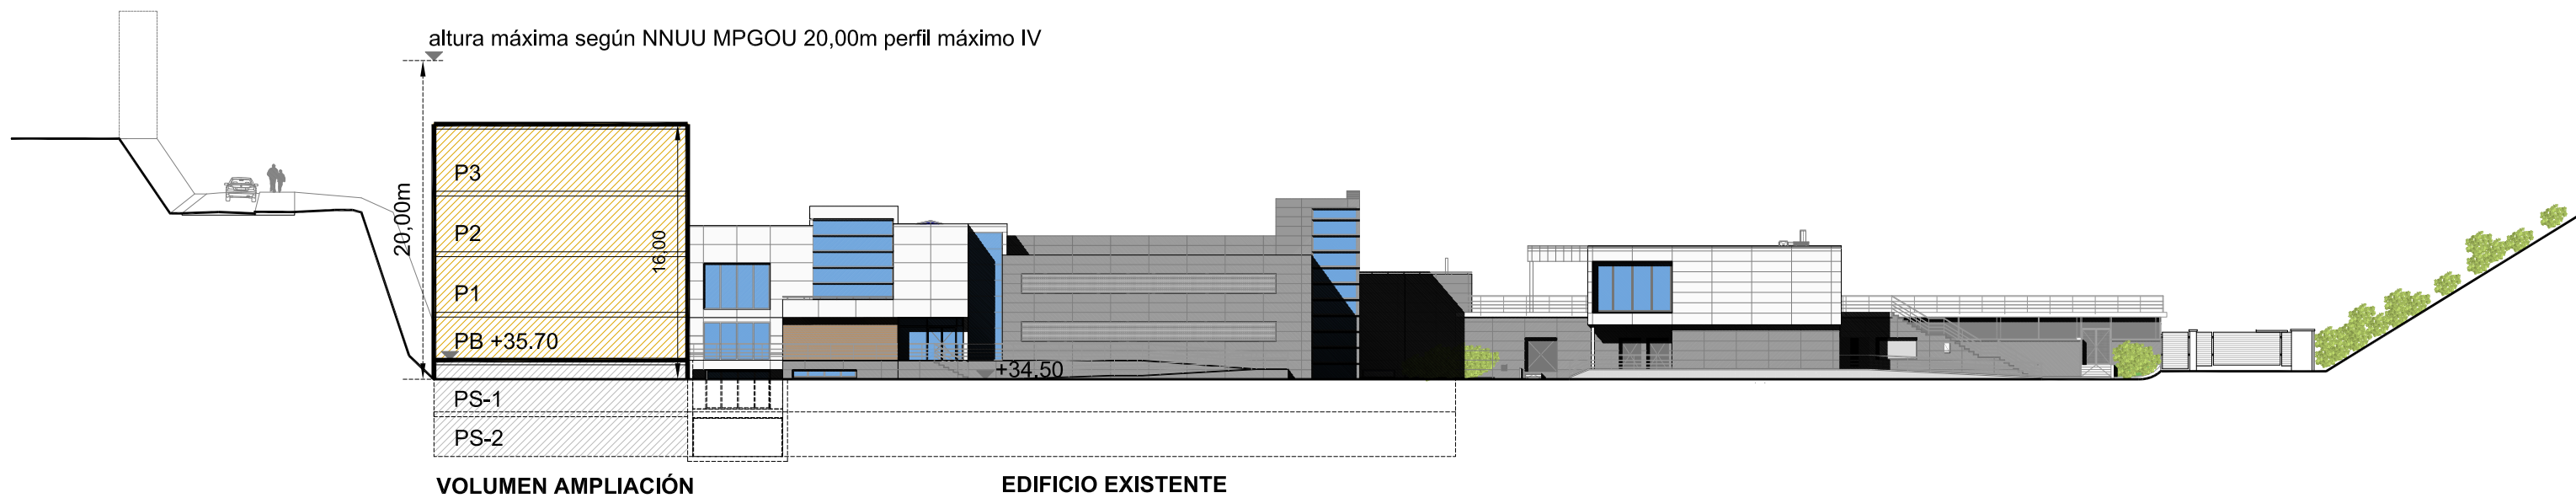 altura máxima según NNUU MPGOU 20,00m perfil máximo IV
20,00m
16,00
P3
P2
P1
PB +35.70
+34.50
PS-1
PS-2
VOLUMEN AMPLIACIÓN
EDIFICIO EXISTENTE